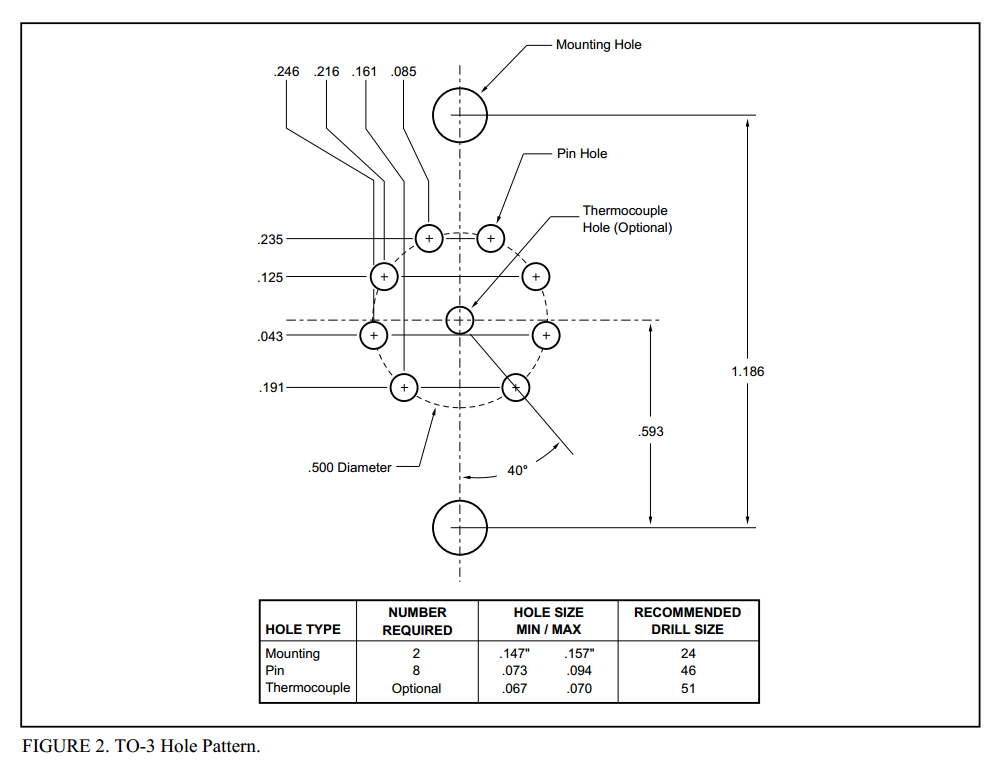 Mounting Hole
.246 .216 .161 .085
Pin Hole
Thermocouple
Hole (Optional)
.235
.125
.043
.191
1.186
.593
.500 Diameter
40°
HOLE TYPE
NUMBER
REQUIRED
HOLE SIZE
MIN / MAX
RECOMMENDED
DRILL SIZE
Mounting 2 .147" .157" 24
Pin 8 .073 .094 46
Thermocouple Optional .067 .070 51
FIGURE 2. TO-3 Hole Pattern.